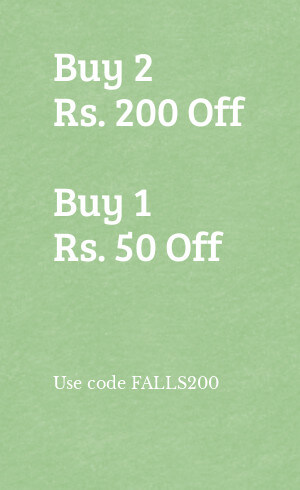 Buy 2
Rs. 200 Off
Buy 1
Rs. 50 Off
Use code FALLS200